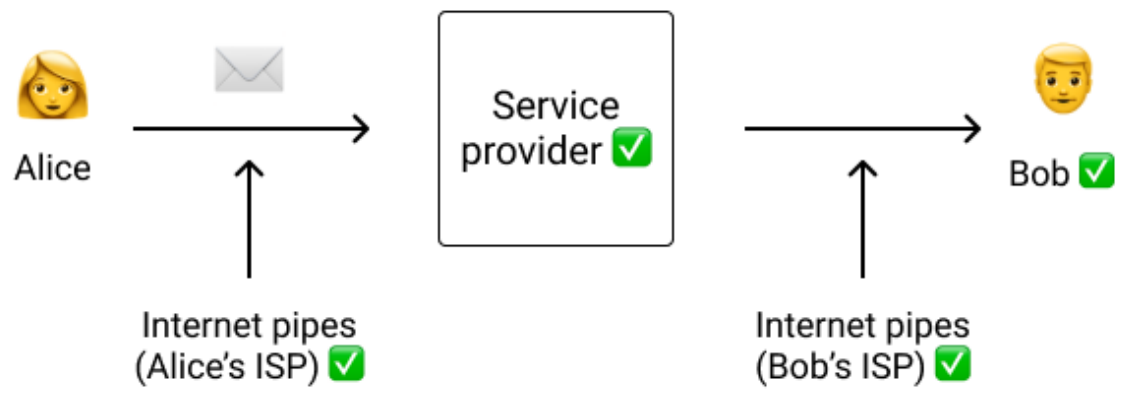 Alice
Service
provider ✅
Bob ✅
Internet pipes
(Alice’s ISP) ✅
Internet pipes
(Bob’s ISP) ✅